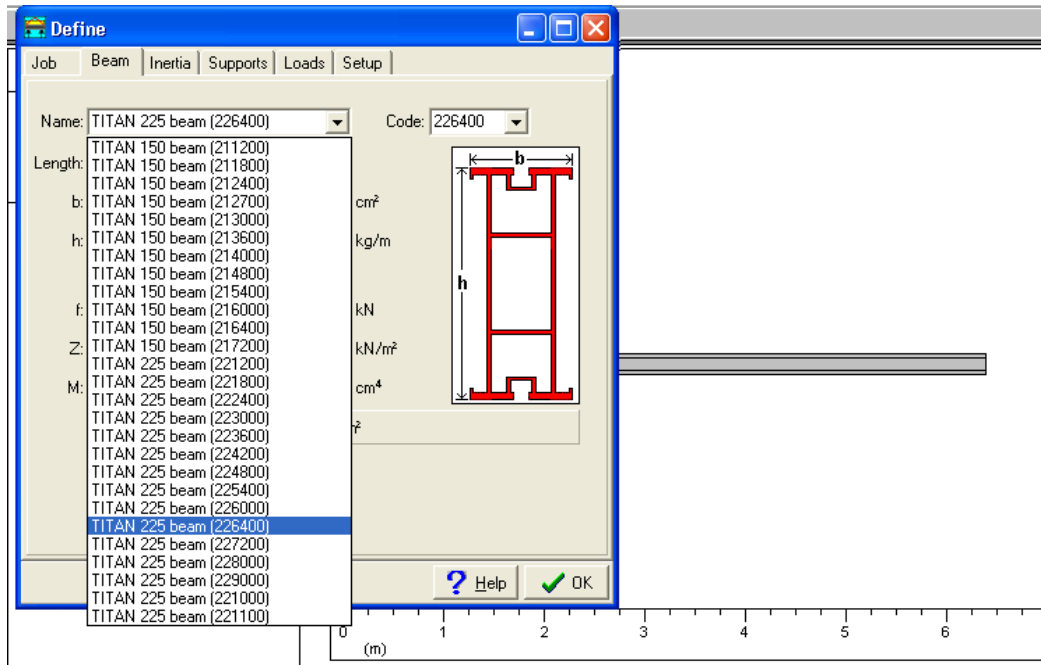 Define
Job Beam Inertia Supports Loads Setup
Name: TITAN 225 beam (226400) Code: 226400
TITAN 150 beam (211200)
Length: TITAN 150 beam (211800)
TITAN 150 beam (212400)
b: TITAN 150 beam (212700) cm²
TITAN 150 beam (213000)
h: TITAN 150 beam (213600) kg/m
TITAN 150 beam (214000)
TITAN 150 beam (214800)
TITAN 150 beam (215400)
f: TITAN 150 beam (216000) kN
TITAN 150 beam (216400)
Z: TITAN 150 beam (217200) kN/m²
TITAN 225 beam (221200)
M: TITAN 225 beam (221800) cm⁴
TITAN 225 beam (222400)
TITAN 225 beam (223000)
TITAN 225 beam (223600)
TITAN 225 beam (224200)
TITAN 225 beam (224800)
TITAN 225 beam (225400)
TITAN 225 beam (226000)
TITAN 225 beam (226400)
TITAN 225 beam (227200)
TITAN 225 beam (228000)
TITAN 225 beam (229000)
TITAN 225 beam (221000)
TITAN 225 beam (221100)
b
h
? Help OK
0 1 2 3 4 5 6
(m)